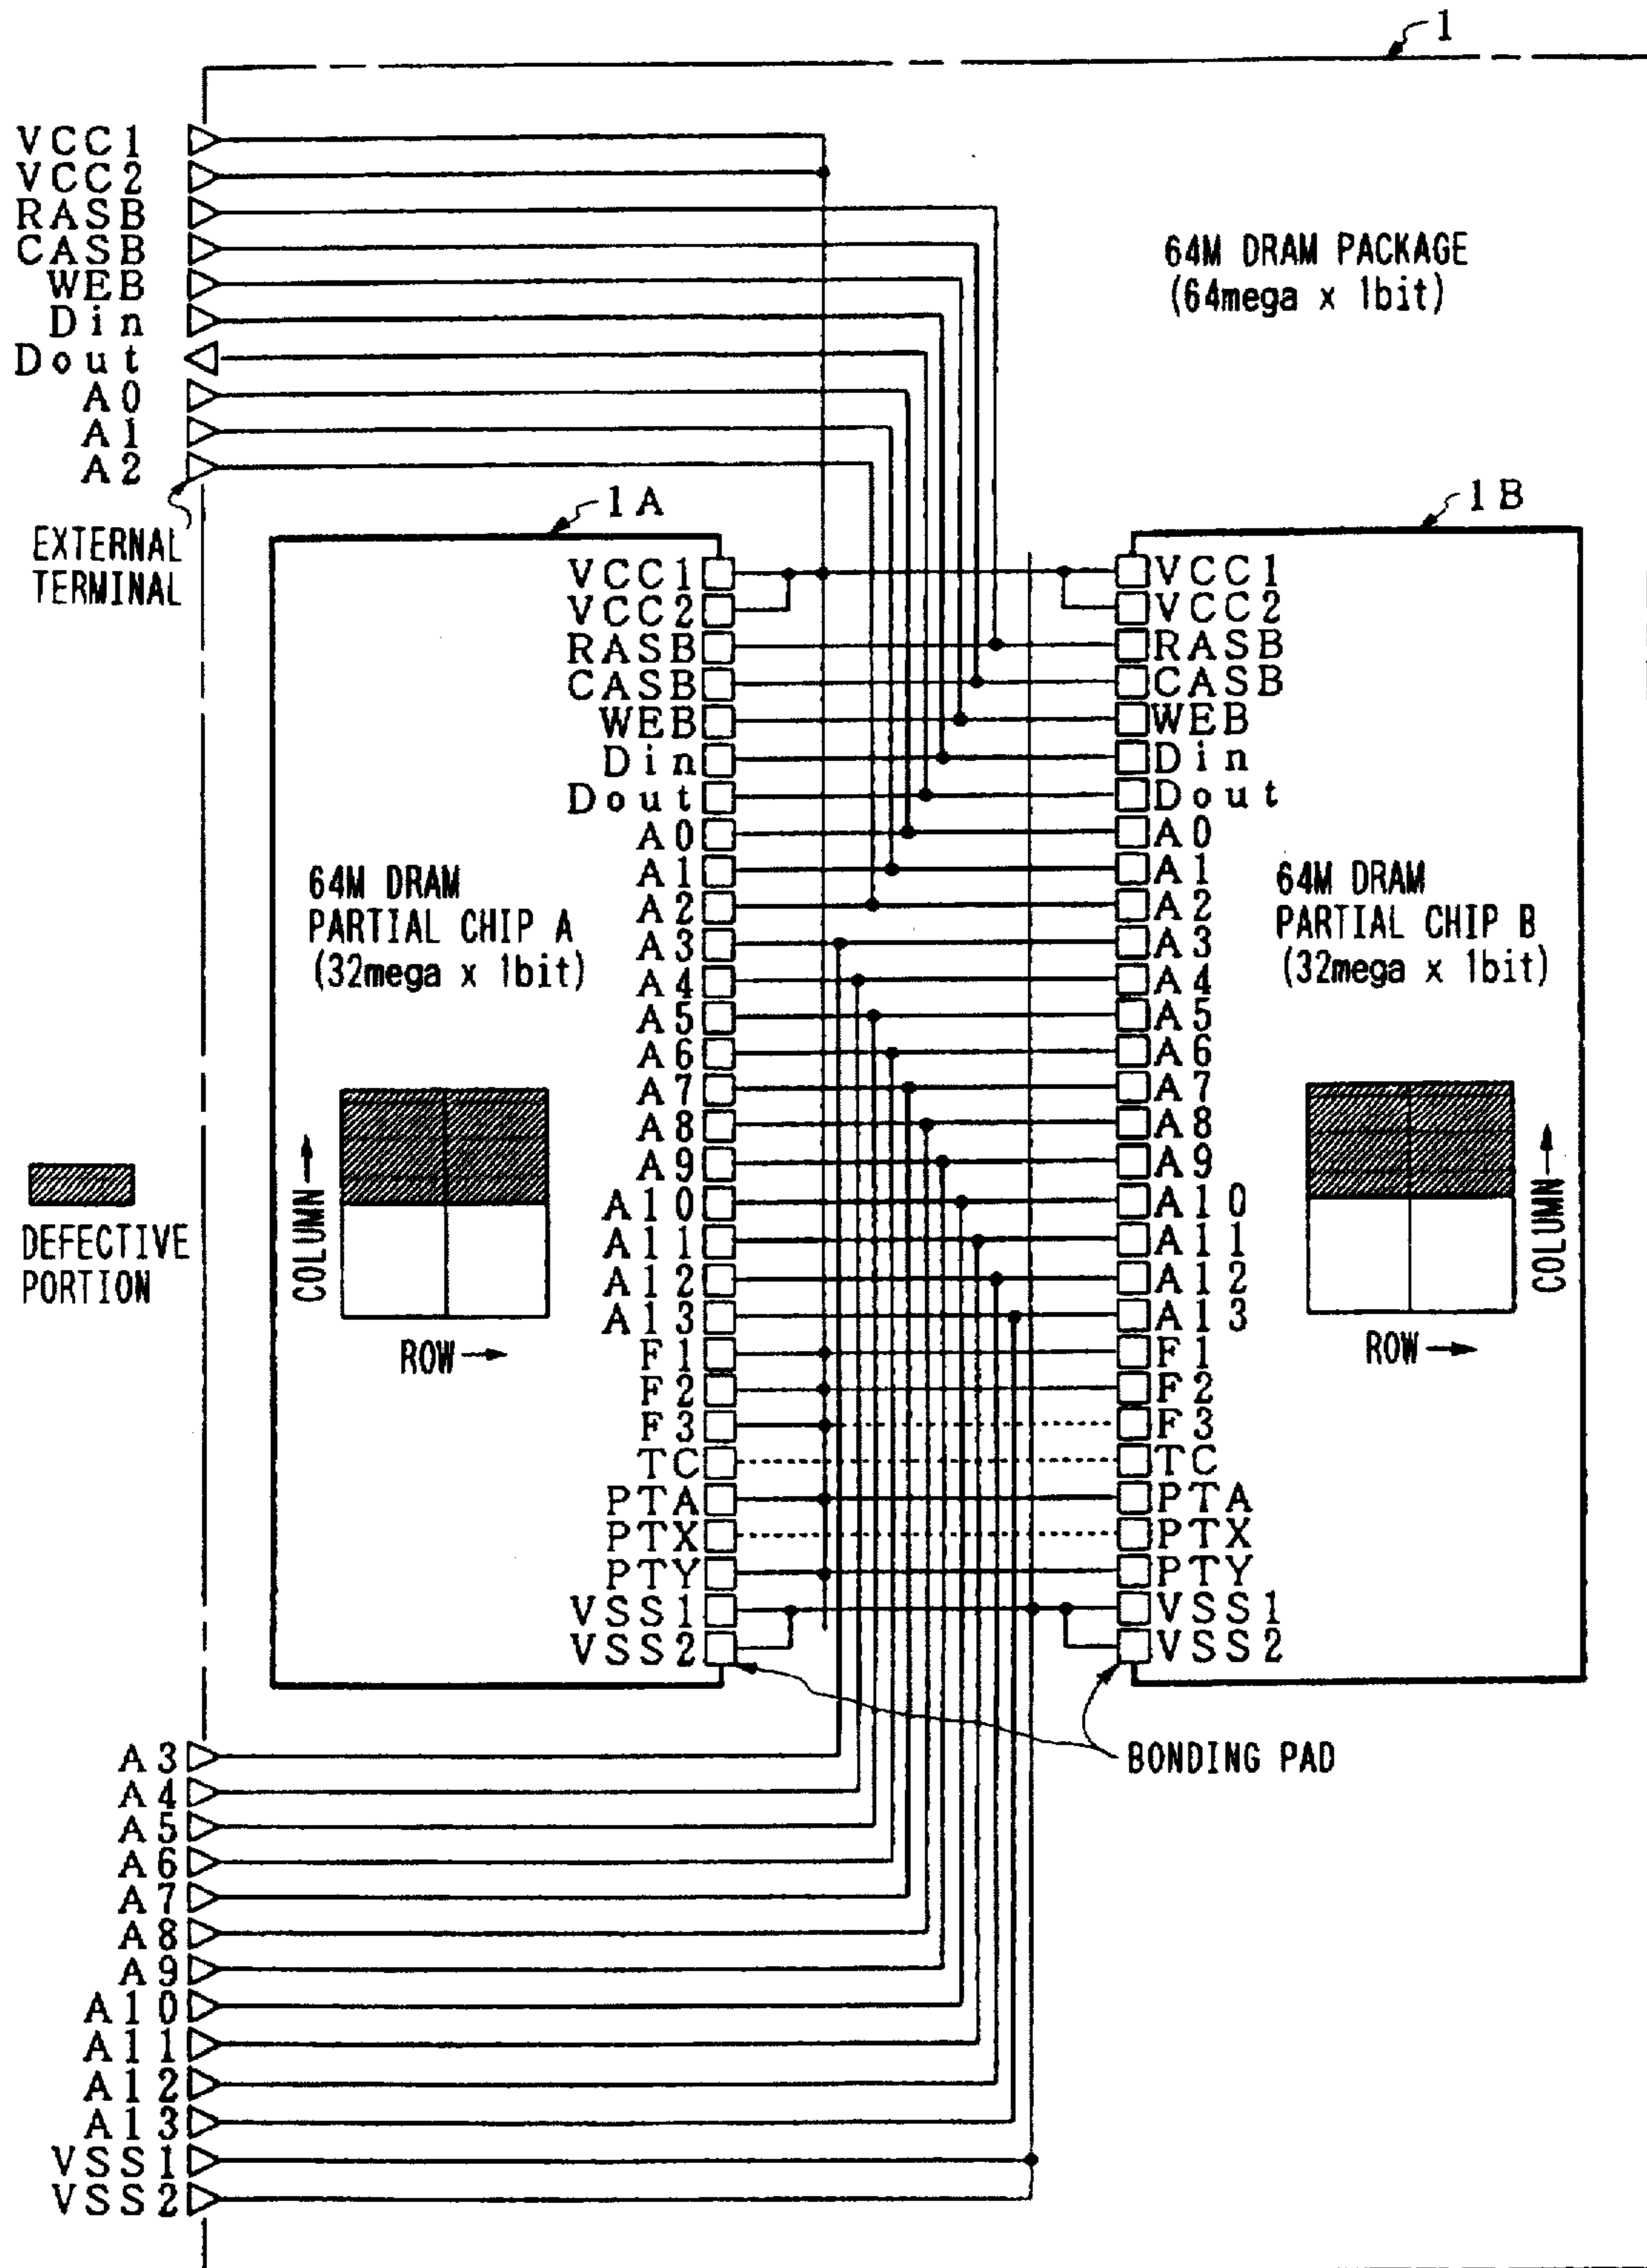 1
VCC1
VCC2
RASB
CASB
WEB
Din
Dout
A0
A1
A2
EXTERNAL
TERMINAL
64M DRAM PACKAGE
(64mega x 1bit)
1A
VCC1
VCC2
RASB
CASB
WEB
Din
Dout
A0
A1
A2
A3
A4
A5
A6
A7
A8
A9
A10
A11
A12
A13
F1
F2
F3
TC
PTA
PTX
PTY
VSS1
VSS2
64M DRAM
PARTIAL CHIP A
(32mega x 1bit)
COLUMN
ROW
1B
VCC1
VCC2
RASB
CASB
WEB
Din
Dout
A0
A1
A2
A3
A4
A5
A6
A7
A8
A9
A10
A11
A12
A13
F1
F2
F3
TC
PTA
PTX
PTY
VSS1
VSS2
64M DRAM
PARTIAL CHIP B
(32mega x 1bit)
COLUMN
ROW
DEFECTIVE
PORTION
BONDING PAD
A3
A4
A5
A6
A7
A8
A9
A10
A11
A12
A13
VSS1
VSS2